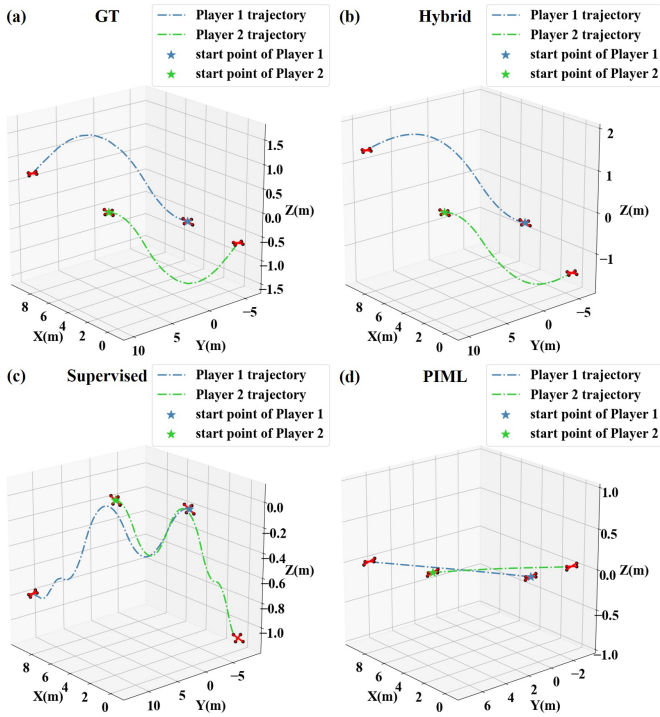 (a) GT
Player 1 trajectory
Player 2 trajectory
start point of Player 1
start point of Player 2
1.5
1.0
0.5
0.0
Z(m)
−0.5
−1.0
−1.5
8
6
4
2
0
X(m)
10
5
0
−5
Y(m)
(b) Hybrid
Player 1 trajectory
Player 2 trajectory
start point of Player 1
start point of Player 2
2
1
0
Z(m)
−1
8
6
4
2
0
X(m)
10
5
0
−5
Y(m)
(c) Supervised
Player 1 trajectory
Player 2 trajectory
start point of Player 1
start point of Player 2
0.0
−0.2
−0.4
Z(m)
−0.6
−0.8
−1.0
8
6
4
2
0
X(m)
10
5
0
−5
Y(m)
(d) PIML
Player 1 trajectory
Player 2 trajectory
start point of Player 1
start point of Player 2
1.0
0.5
0.0
Z(m)
−0.5
−1.0
8
6
4
2
0
X(m)
6
4
2
0
−2
Y(m)